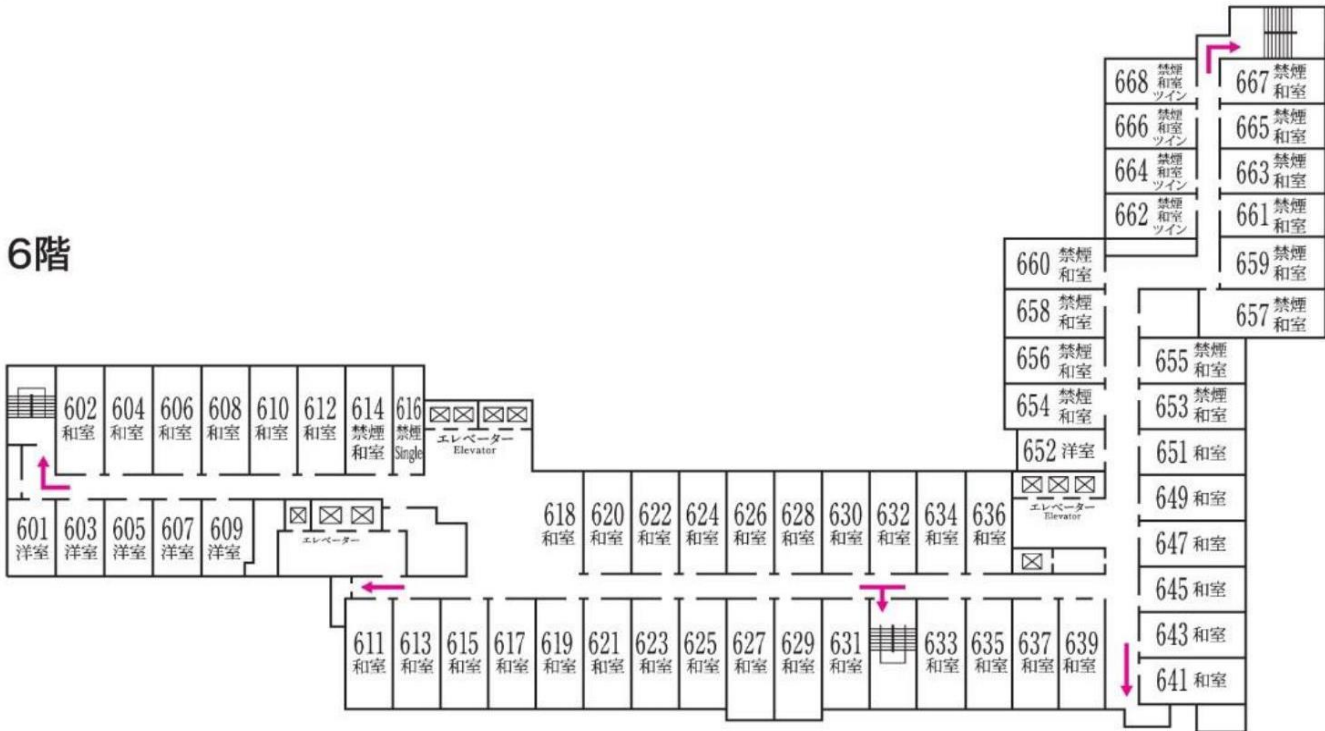 6階
668 禁煙
和室
ツイン
667 禁煙
和室
666 禁煙
和室
ツイン
665 禁煙
和室
664 禁煙
和室
ツイン
663 禁煙
和室
662 禁煙
和室
ツイン
661 禁煙
和室
660 禁煙
和室
659 禁煙
和室
658 禁煙
和室
657 禁煙
和室
656 禁煙
和室
655 禁煙
和室
654 禁煙
和室
653 禁煙
和室
652 洋室
651 和室
エレベーター
Elevator
649 和室
647 和室
645 和室
643 和室
641 和室
602
和室
604
和室
606
和室
608
和室
610
和室
612
和室
614
禁煙
和室
616
禁煙
Single
エレベーター
Elevator
601
洋室
603
洋室
605
洋室
607
洋室
609
洋室
エレベーター
618
和室
620
和室
622
和室
624
和室
626
和室
628
和室
630
和室
632
和室
634
和室
636
和室
611
和室
613
和室
615
和室
617
和室
619
和室
621
和室
623
和室
625
和室
627
和室
629
和室
631
和室
633
和室
635
和室
637
和室
639
和室